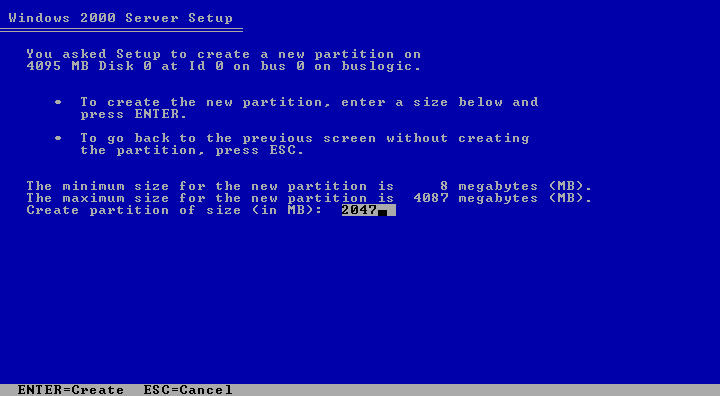 Windows 2000 Server Setup
You asked Setup to create a new partition on
4095 MB Disk 0 at Id 0 on bus 0 on buslogic.
• To create the new partition, enter a size below and
press ENTER.
• To go back to the previous screen without creating
the partition, press ESC.
The minimum size for the new partition is 8 megabytes (MB).
The maximum size for the new partition is 4087 megabytes (MB).
Create partition of size (in MB): 2047
ENTER=Create ESC=Cancel